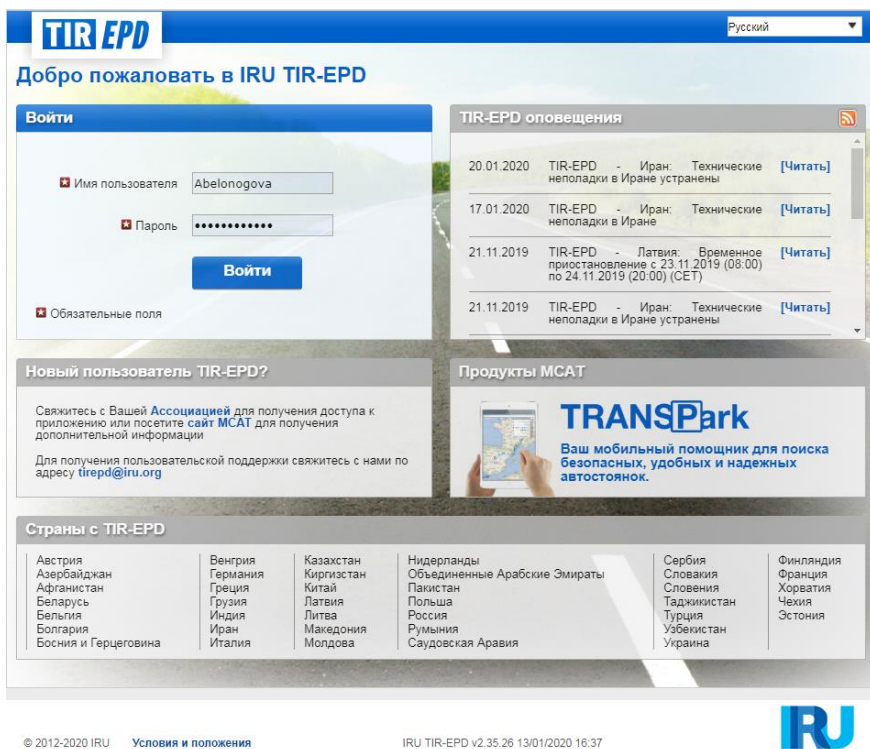 TIR EPD
Русский
Добро пожаловать в IRU TIR-EPD
Войти
Имя пользователя Abelonogova
Пароль ••••••••••••
Войти
Обязательные поля
TIR-EPD оповещения
20.01.2020 TIR-EPD - Иран: Технические [Читать]
неполадки в Иране устранены
17.01.2020 TIR-EPD - Иран: Технические [Читать]
неполадки в Иране
21.11.2019 TIR-EPD - Латвия: Временное [Читать]
приостановление с 23.11.2019 (08:00)
по 24.11.2019 (20:00) (CET)
21.11.2019 TIR-EPD - Иран: Технические [Читать]
неполадки в Иране устранены
Новый пользователь TIR-EPD?
Свяжитесь с Вашей Ассоциацией для получения доступа к
приложению или посетите сайт МСАТ для получения
дополнительной информации
Для получения пользовательской поддержки свяжитесь с нами по
адресу tirepd@iru.org
Продукты МСАТ
TRANSPark
Ваш мобильный помощник для поиска
безопасных, удобных и надежных
автостоянок.
Страны с TIR-EPD
Австрия
Азербайджан
Афганистан
Беларусь
Бельгия
Болгария
Босния и Герцеговина
Венгрия
Германия
Греция
Грузия
Индия
Иран
Италия
Казахстан
Киргизстан
Китай
Латвия
Литва
Македония
Молдова
Нидерланды
Объединенные Арабские Эмираты
Пакистан
Польша
Россия
Румыния
Саудовская Аравия
Сербия
Словакия
Словения
Таджикистан
Турция
Узбекистан
Украина
Финляндия
Франция
Хорватия
Чехия
Эстония
© 2012-2020 IRU Условия и положения IRU TIR-EPD v2.35.26 13/01/2020 16:37
IRU